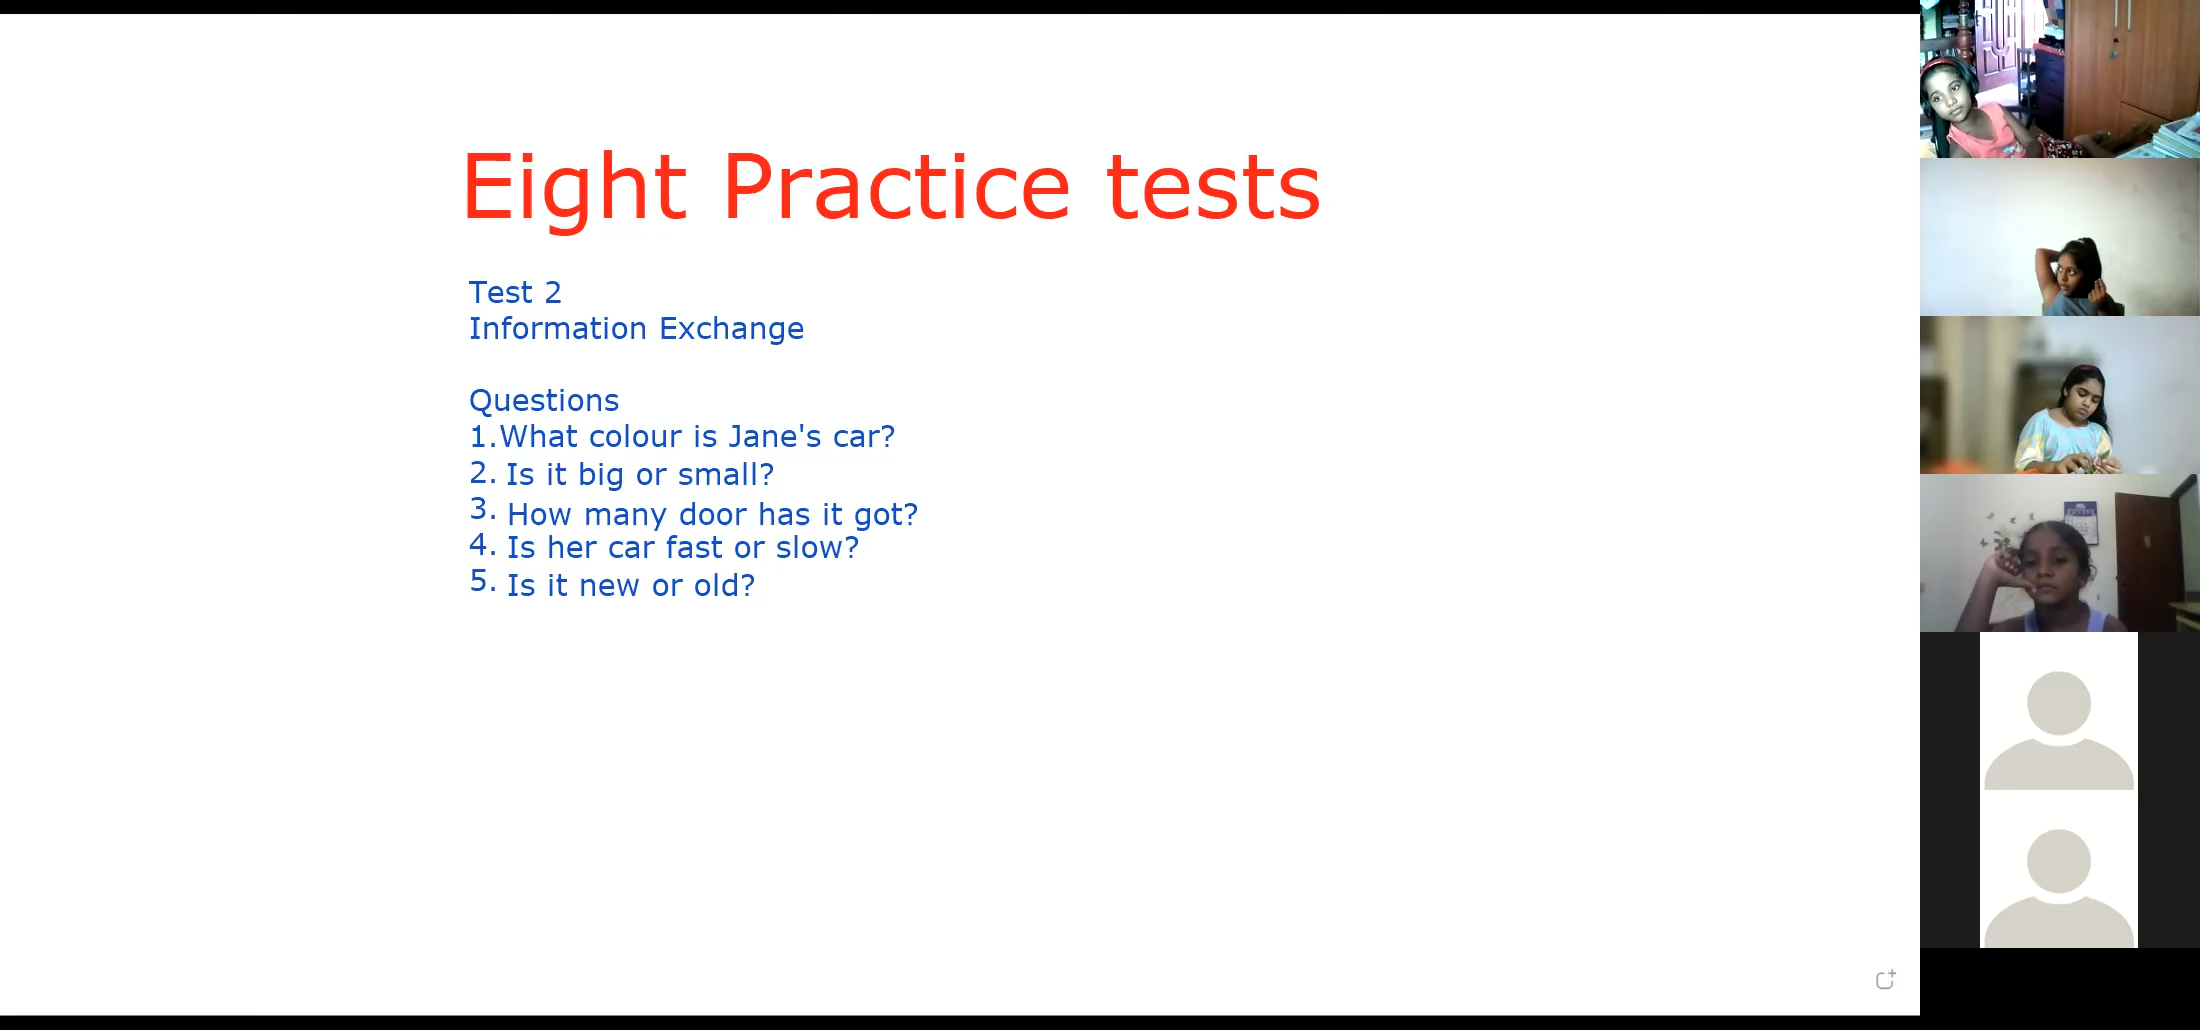 Eight Practice tests
Test 2
Information Exchange
Questions
1.What colour is Jane's car?
2. Is it big or small?
3. How many door has it got?
4. Is her car fast or slow?
5. Is it new or old?